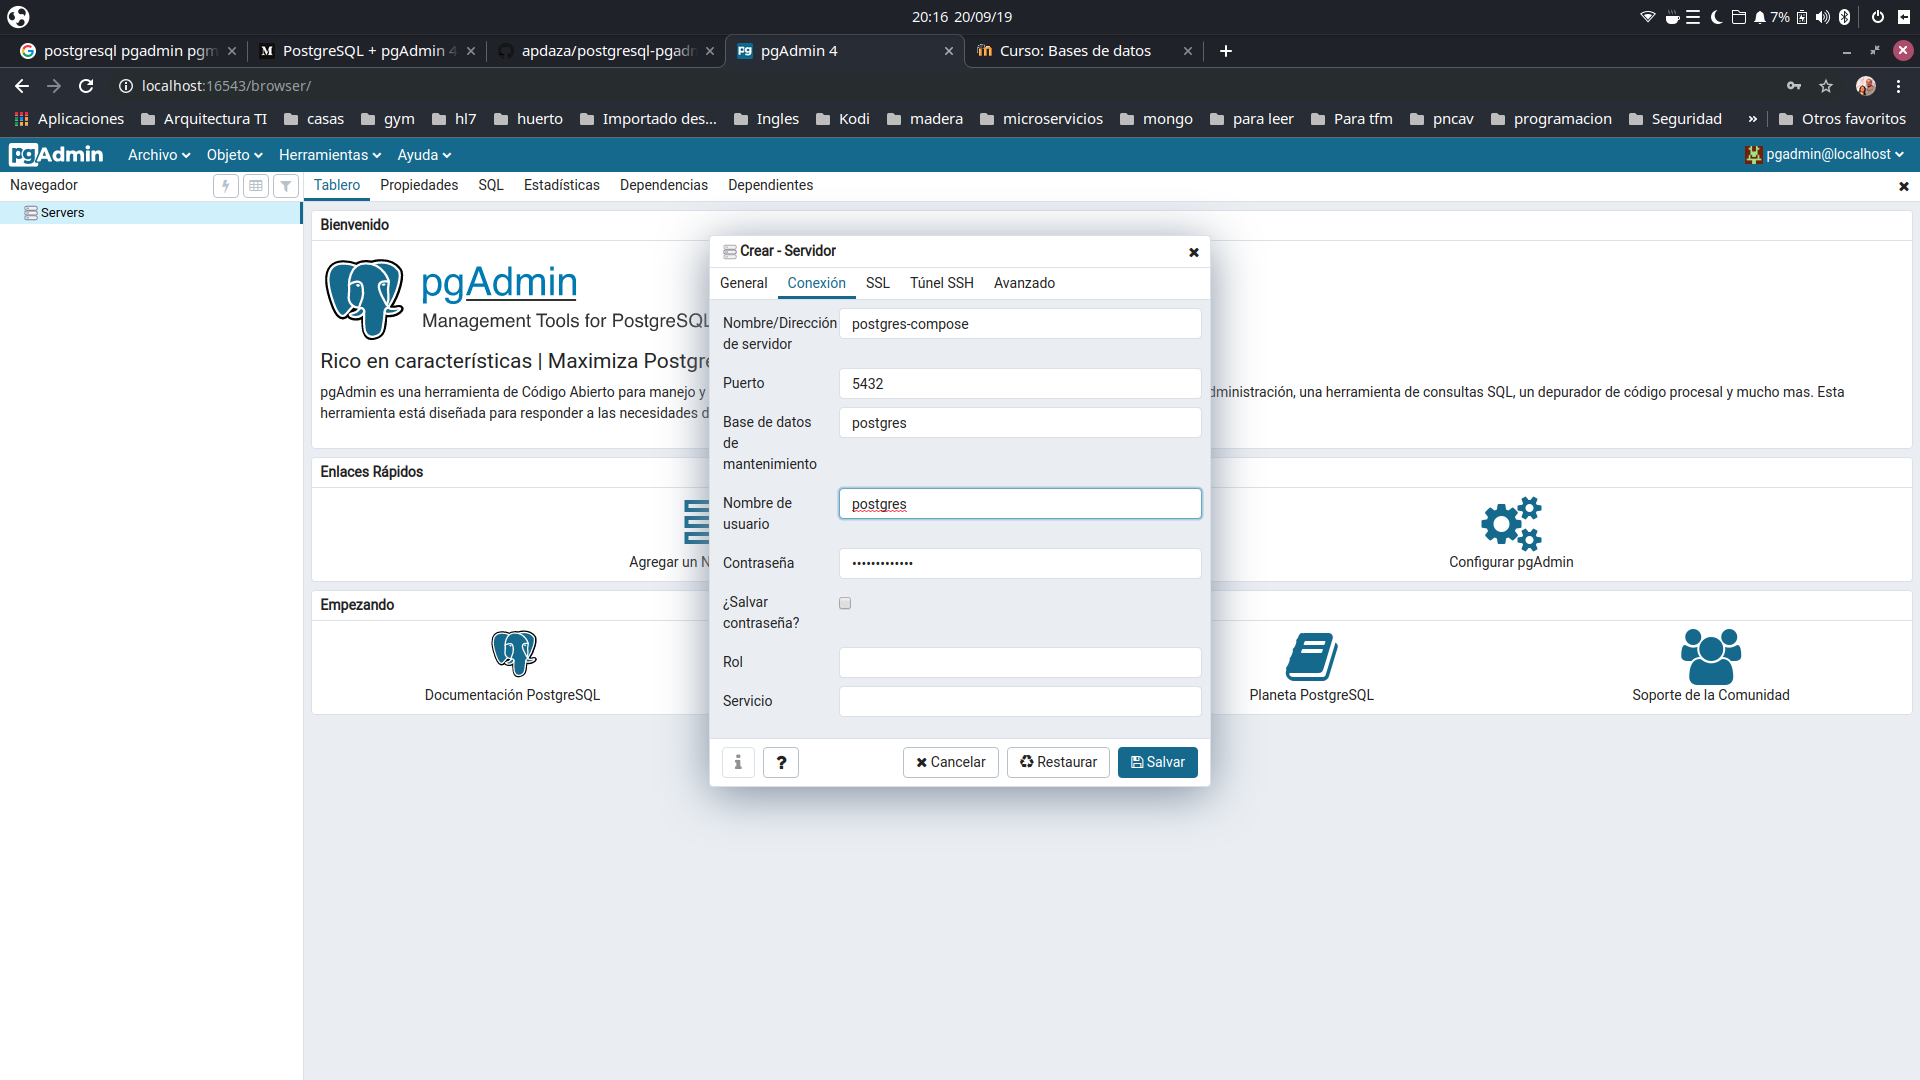 20:16 20/09/19
7%
postgresql pgadmin pgm
PostgreSQL + pgAdmin 4
apdaza/postgresql-pgadn
pgAdmin 4
Curso: Bases de datos
localhost:16543/browser/
Aplicaciones
Arquitectura TI
casas
gym
hl7
huerto
Importado des...
Ingles
Kodi
madera
microservicios
mongo
para leer
Para tfm
pncav
programacion
Seguridad
»
Otros favoritos
pgAdmin
Archivo
Objeto
Herramientas
Ayuda
pgadmin@localhost
Navegador
Tablero
Propiedades
SQL
Estadísticas
Dependencias
Dependientes
Servers
Bienvenido
pgAdmin
Management Tools for PostgreSQL
Rico en características | Maximiza Postgre
pgAdmin es una herramienta de Código Abierto para manejo y
dministración, una herramienta de consultas SQL, un depurador de código procesal y mucho mas. Esta
herramienta está diseñada para responder a las necesidades d
Enlaces Rápidos
Agregar un N
Configurar pgAdmin
Empezando
Documentación PostgreSQL
Planeta PostgreSQL
Soporte de la Comunidad
Crear - Servidor
General
Conexión
SSL
Túnel SSH
Avanzado
Nombre/Dirección
de servidor
postgres-compose
Puerto
5432
Base de datos
de
mantenimiento
postgres
Nombre de
usuario
postgres
Contraseña
•••••••••••••
¿Salvar
contraseña?
Rol
Servicio
i
?
Cancelar
Restaurar
Salvar